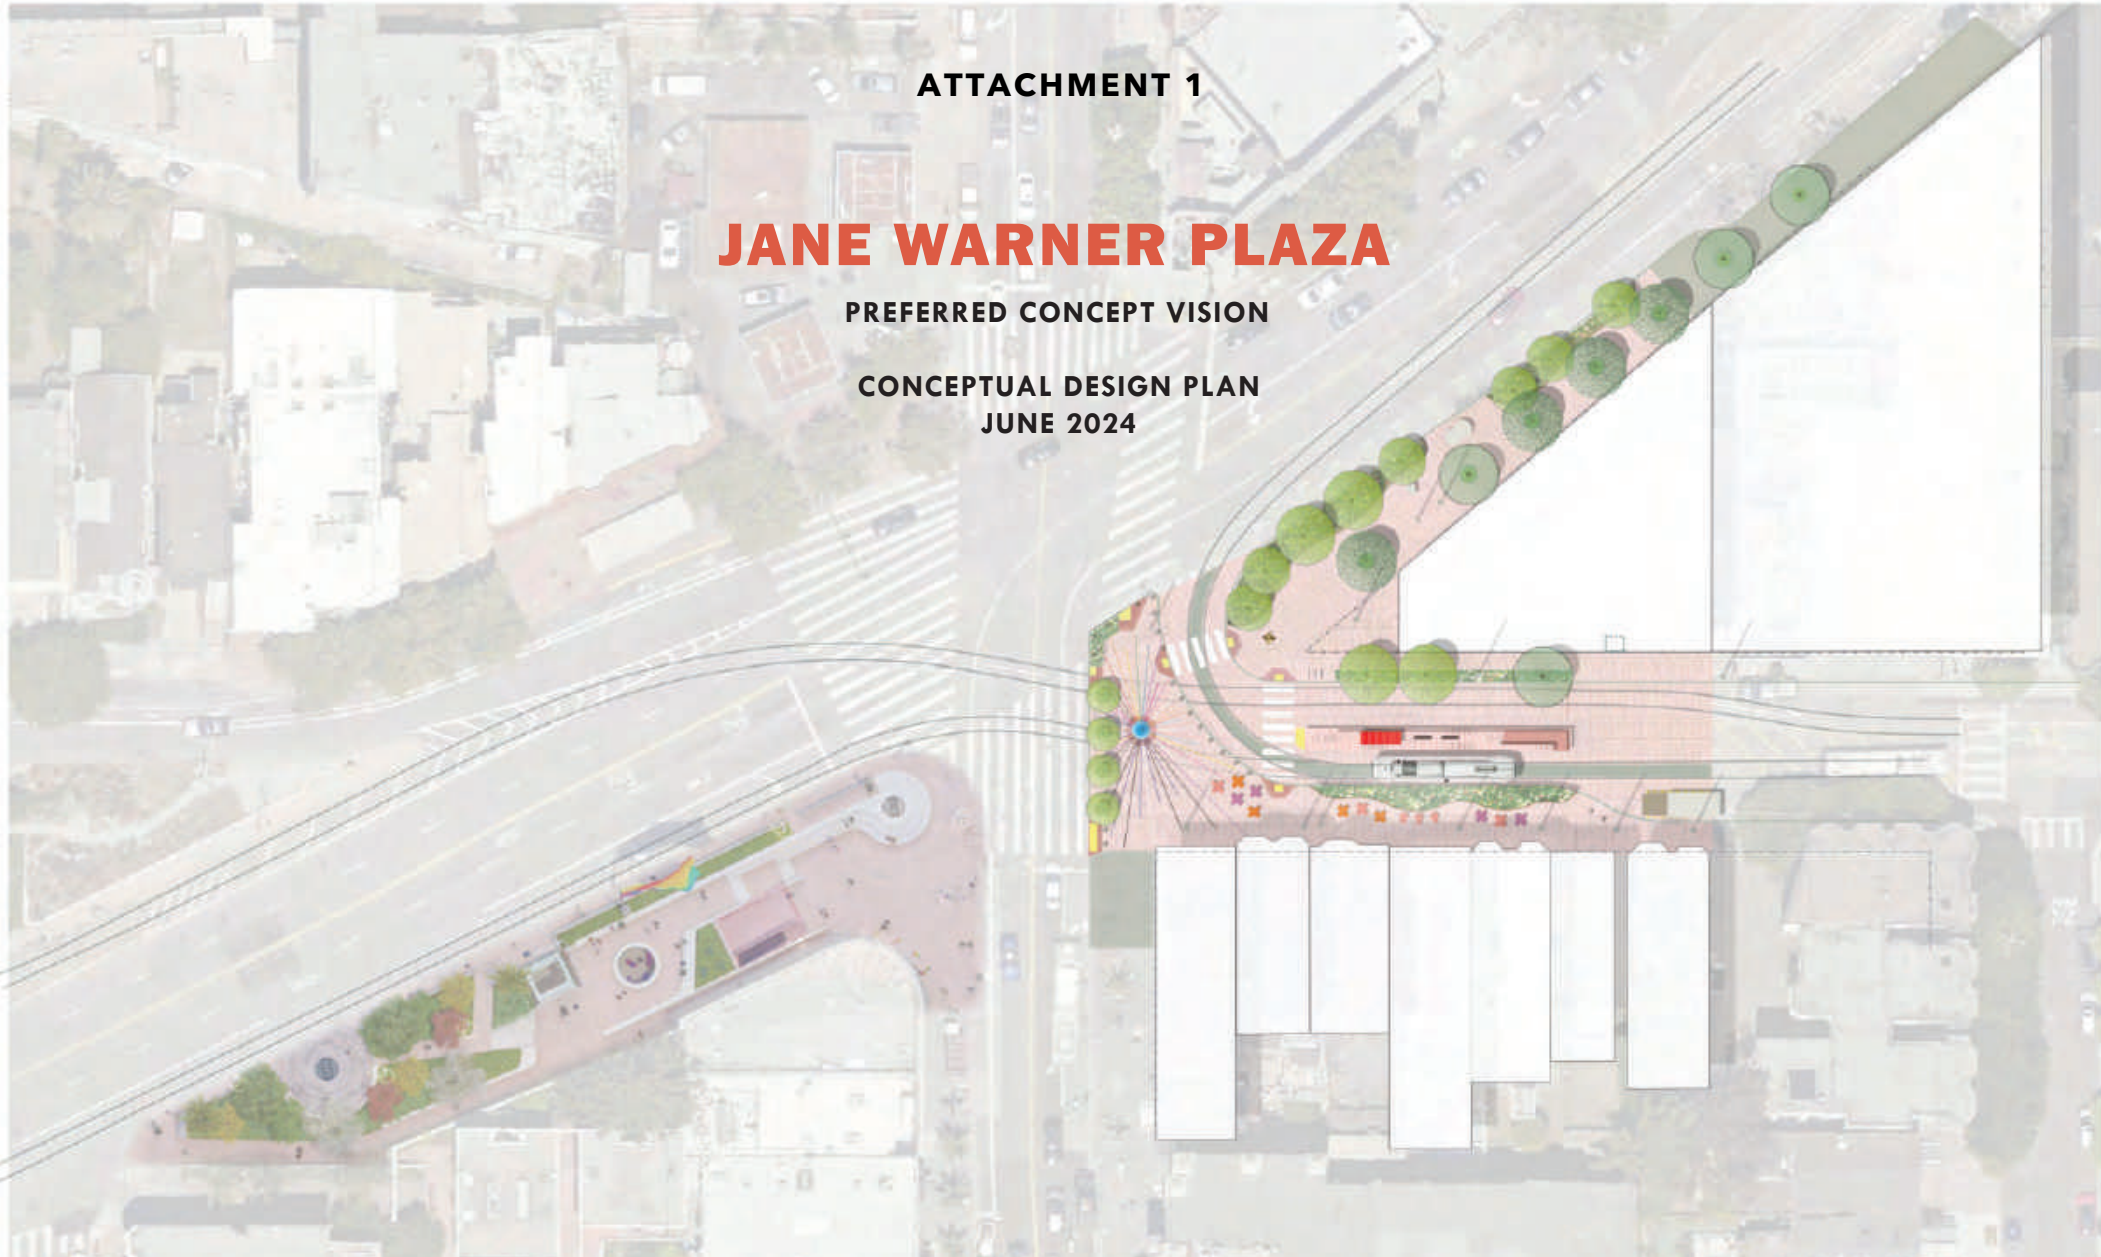 ATTACHMENT 1
JANE WARNER PLAZA
PREFERRED CONCEPT VISION
CONCEPTUAL DESIGN PLAN
JUNE 2024